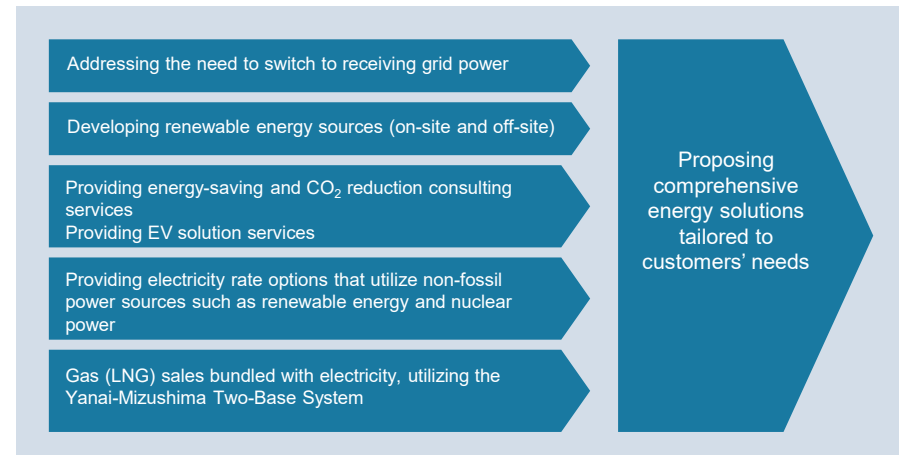 Addressing the need to switch to receiving grid power
Developing renewable energy sources (on-site and off-site)
Providing energy-saving and CO₂ reduction consulting
services
Providing EV solution services
Providing electricity rate options that utilize non-fossil
power sources such as renewable energy and nuclear
power
Gas (LNG) sales bundled with electricity, utilizing the
Yanai-Mizushima Two-Base System
Proposing
comprehensive
energy solutions
tailored to
customers’ needs